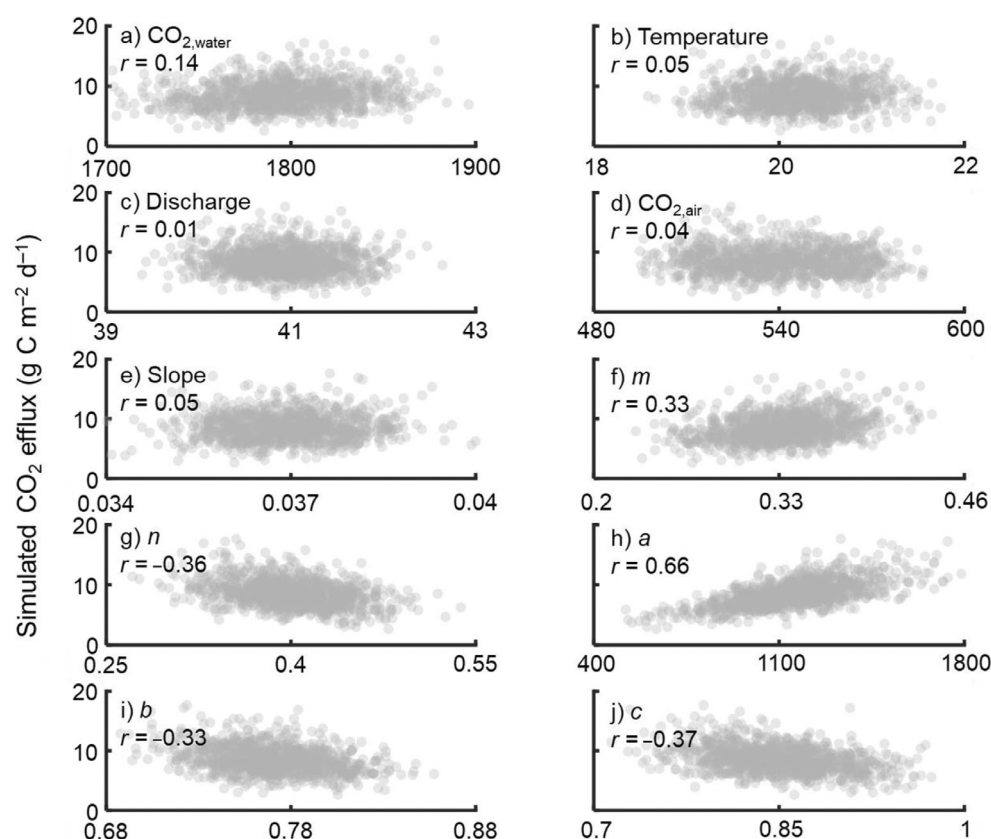 Simulated CO₂ efflux (g C m⁻² d⁻¹)
a) CO₂,water
r = 0.14
20
10
0
1700 1800 1900
b) Temperature
r = 0.05
18 20 22
c) Discharge
r = 0.01
20
10
0
39 41 43
d) CO₂,air
r = 0.04
480 540 600
e) Slope
r = 0.05
20
10
0
0.034 0.037 0.04
f) m
r = 0.33
0.2 0.33 0.46
g) n
r = –0.36
20
10
0
0.25 0.4 0.55
h) a
r = 0.66
400 1100 1800
i) b
r = –0.33
20
10
0
0.68 0.78 0.88
j) c
r = –0.37
0.7 0.85 1